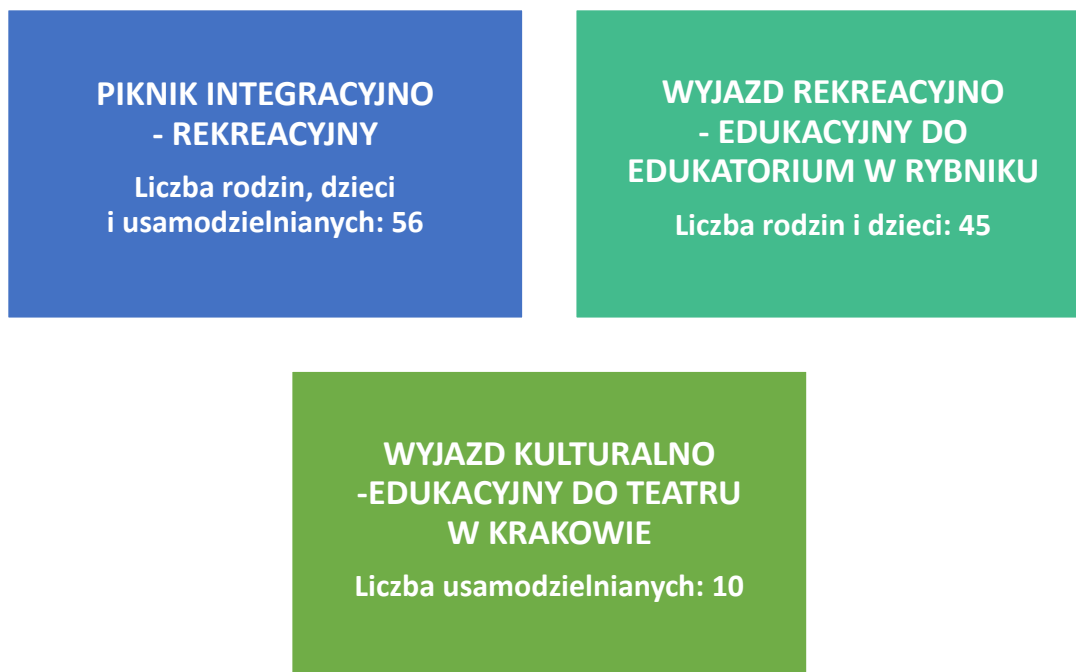 PIKNIK INTEGRACYJNO
- REKREACYJNY
Liczba rodzin, dzieci
i usamodzielnianych: 56
WYJAZD REKREACYJNO
- EDUKACYJNY DO
EDUKATORIUM W RYBNIKU
Liczba rodzin i dzieci: 45
WYJAZD KULTURALNO
-EDUKACYJNY DO TEATRU
W KRAKOWIE
Liczba usamodzielnianych: 10